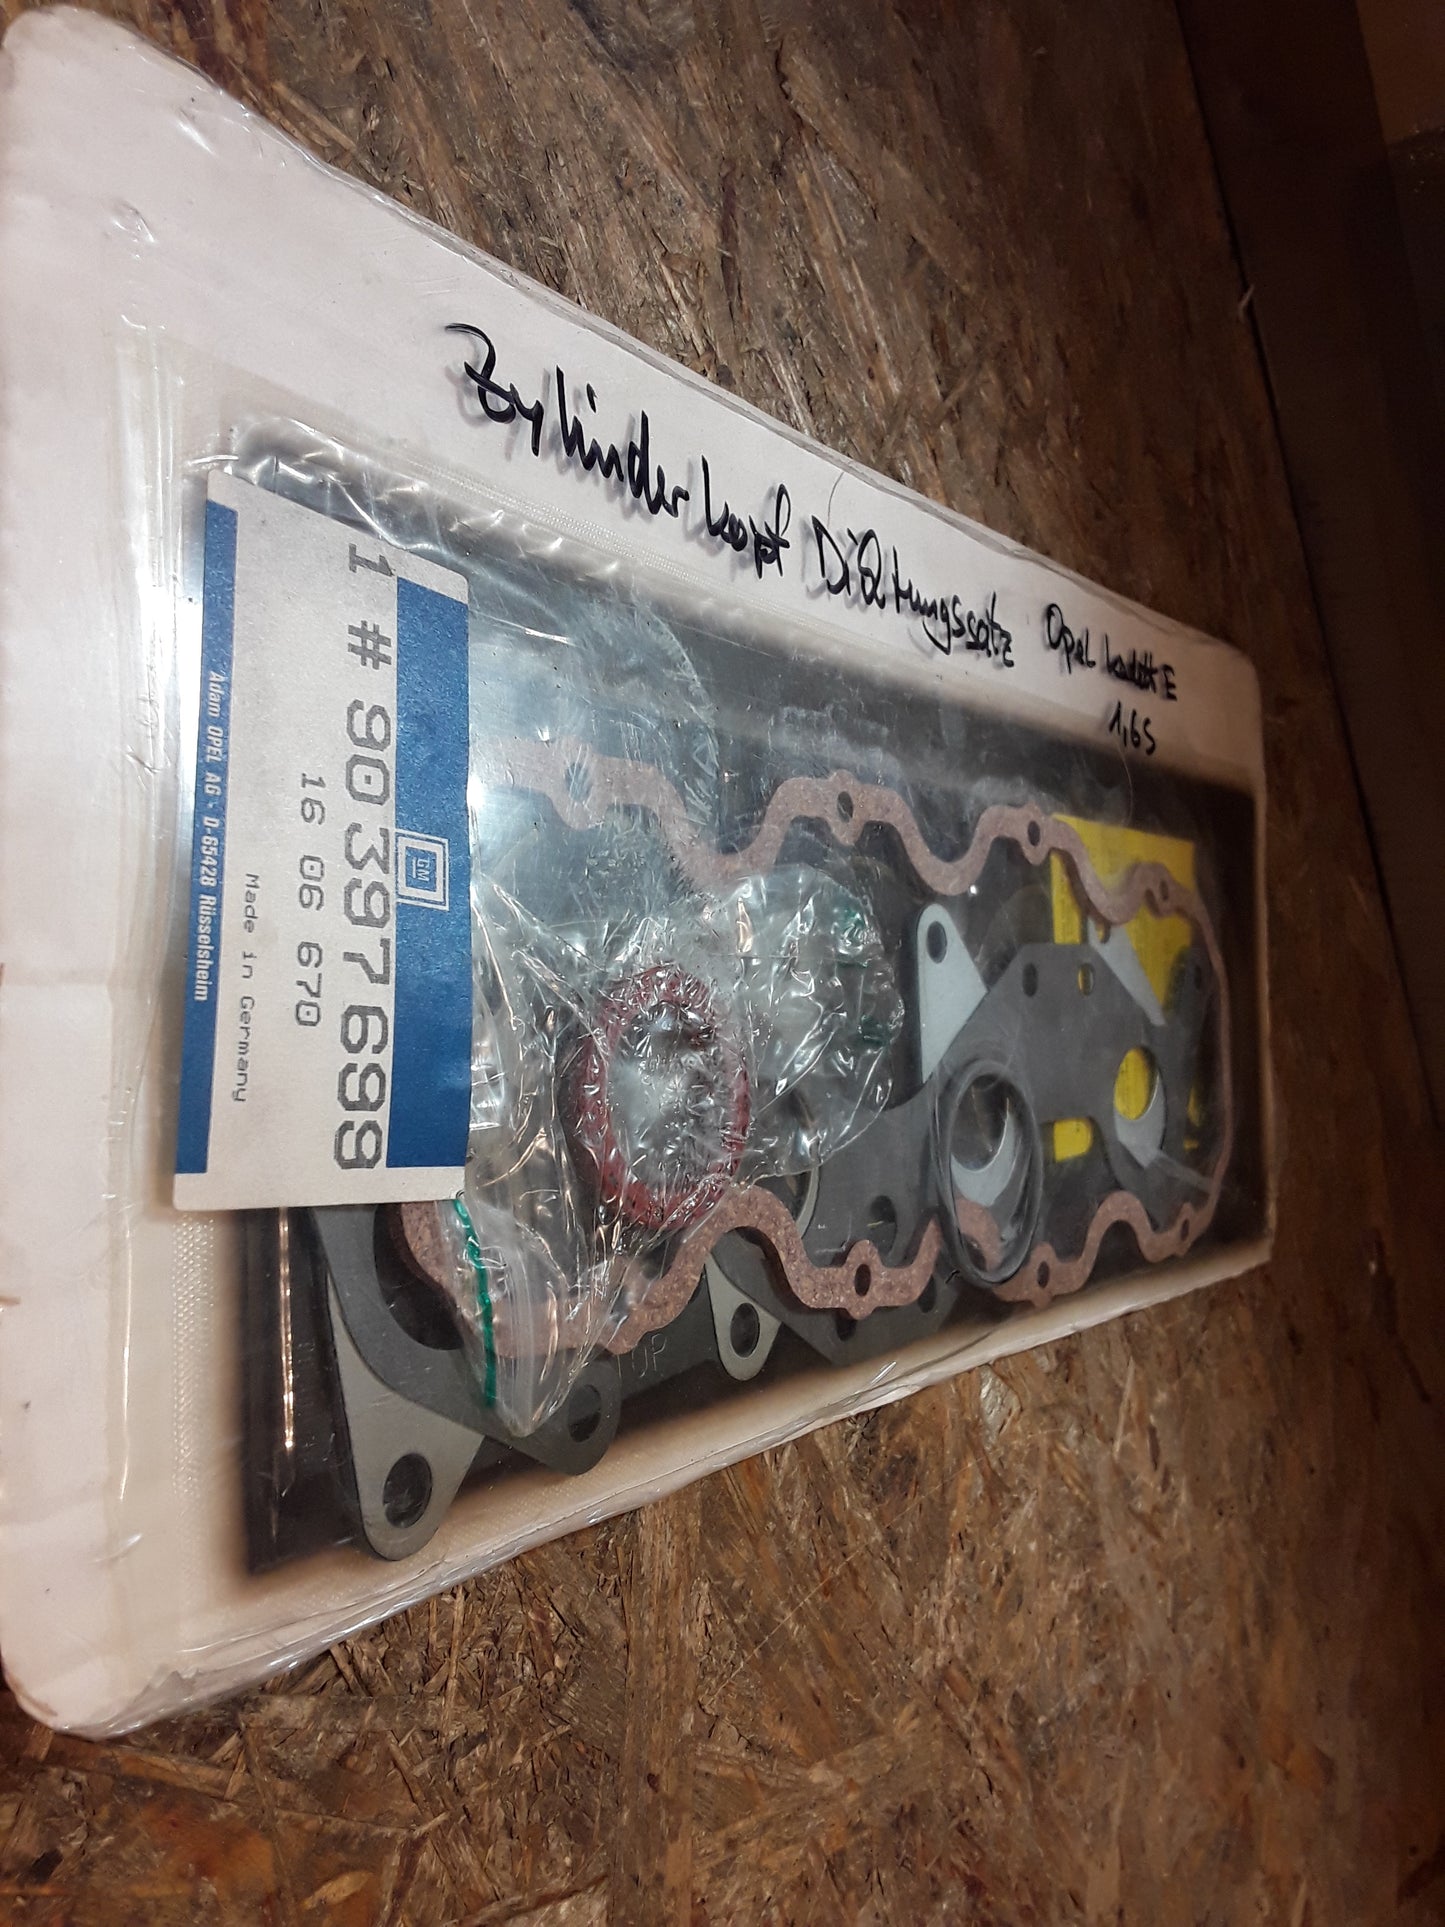 Zylinderkopf Dichtungssatz Opel Kadett E
1,6S
GM
1 # 90397699
16 06 670
Made in Germany
Adam OPEL AG - D-65428 Rüsselsheim
TOP